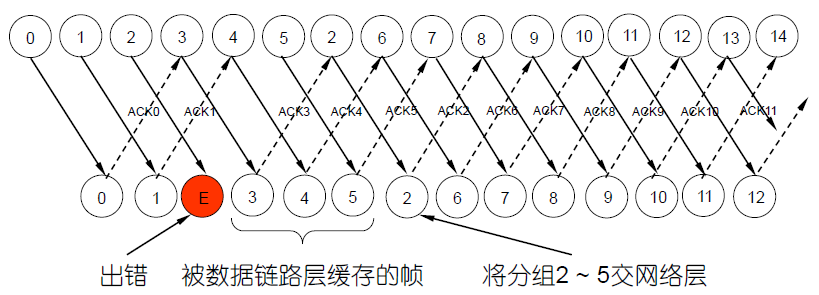 0 1 2 3 4 5 2 6 7 8 9 10 11 12 13 14
ACK0 ACK1 ACK3 ACK4 ACK5 ACK2 ACK6 ACK7 ACK8 ACK9 ACK10 ACK11
0 1 E 3 4 5 2 6 7 8 9 10 11 12
出错 被数据链路层缓存的帧 将分组2 ~ 5交网络层